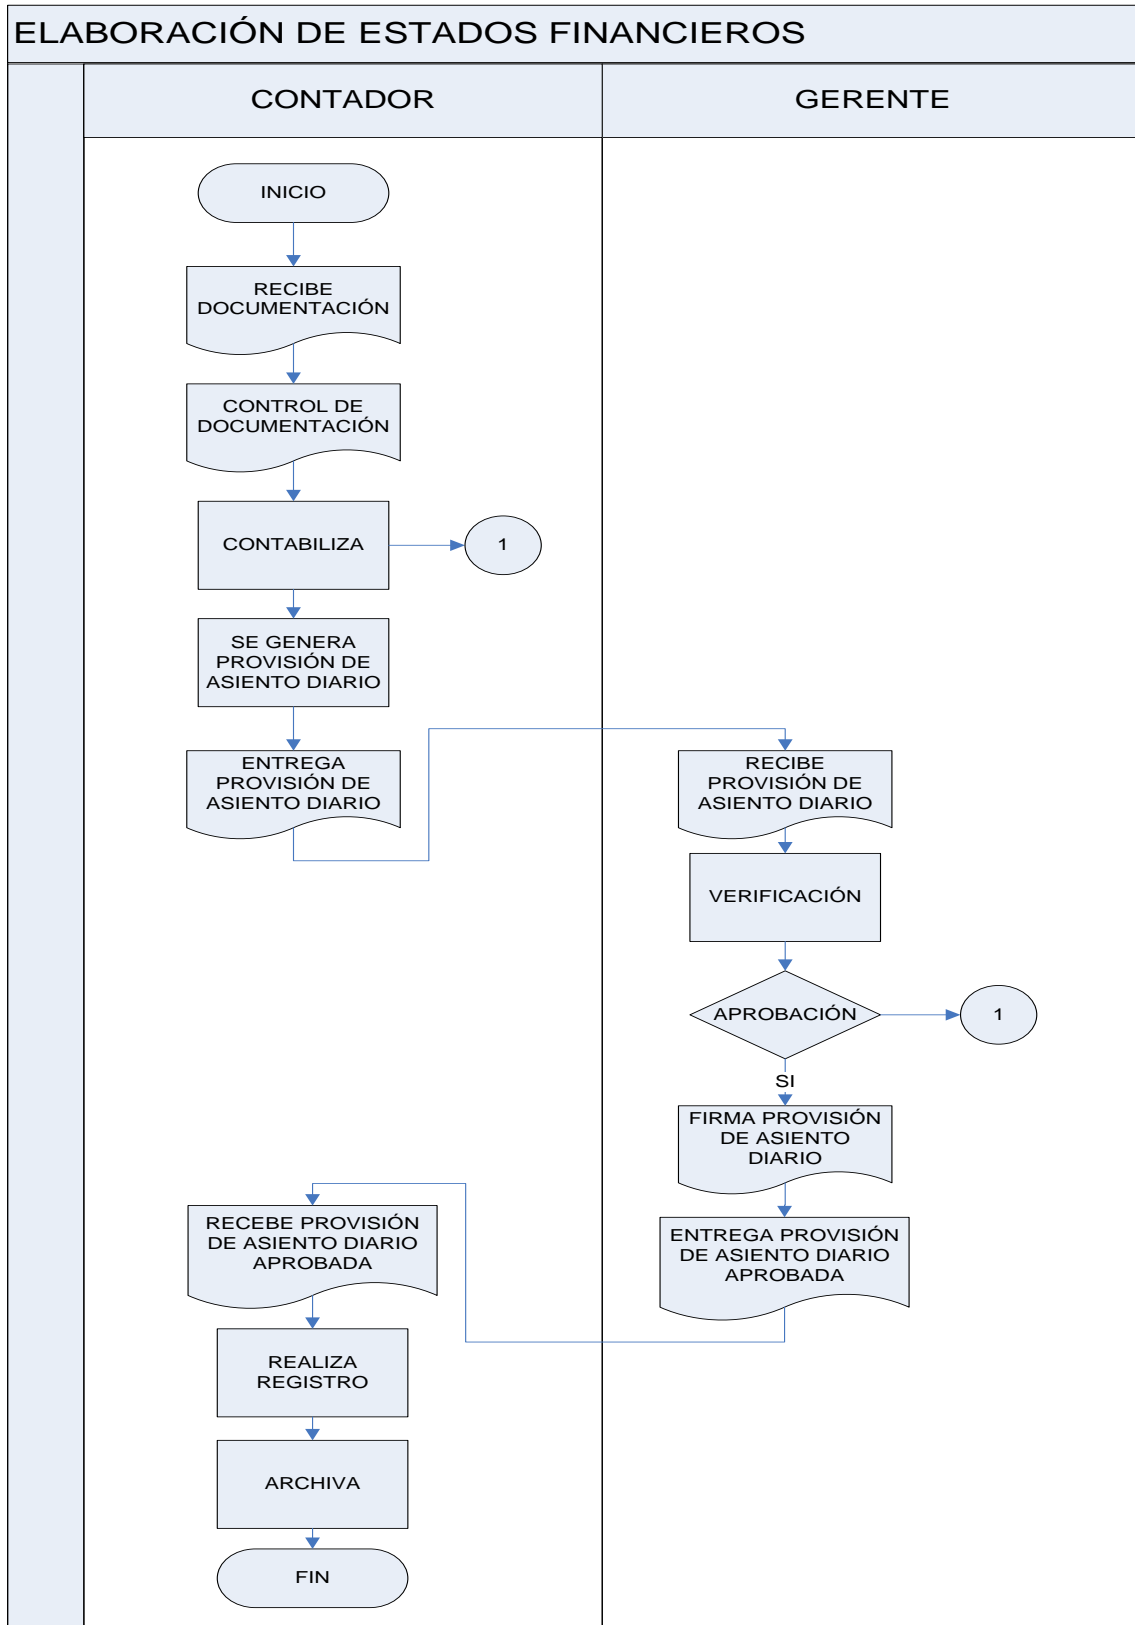 ELABORACIÓN DE ESTADOS FINANCIEROS
CONTADOR
GERENTE
INICIO
RECIBE
DOCUMENTACIÓN
CONTROL DE
DOCUMENTACIÓN
CONTABILIZA
1
SE GENERA
PROVISIÓN DE
ASIENTO DIARIO
ENTREGA
PROVISIÓN DE
ASIENTO DIARIO
RECIBE
PROVISIÓN DE
ASIENTO DIARIO
VERIFICACIÓN
APROBACIÓN
1
SI
FIRMA PROVISIÓN
DE ASIENTO
DIARIO
ENTREGA PROVISIÓN
DE ASIENTO DIARIO
APROBADA
RECEBE PROVISIÓN
DE ASIENTO DIARIO
APROBADA
REALIZA
REGISTRO
ARCHIVA
FIN